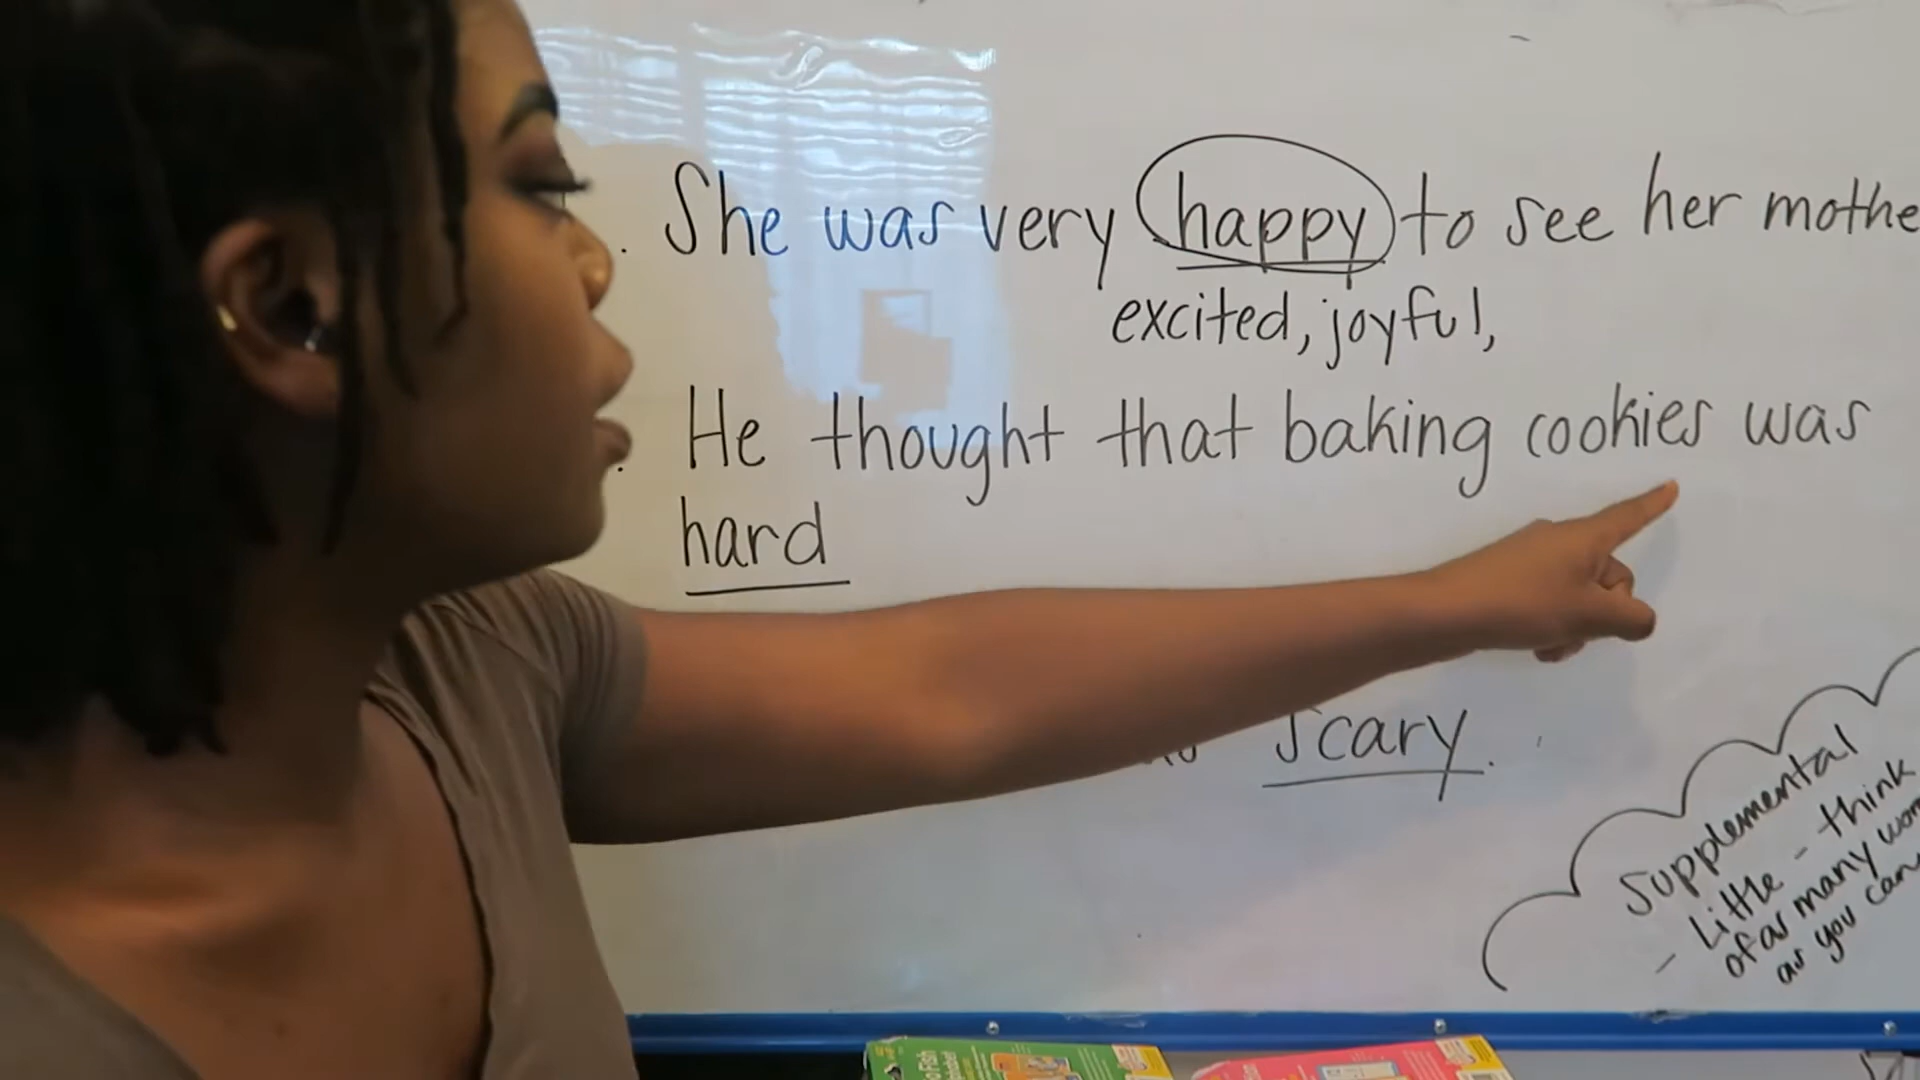 . She was very happy to see her mothe
excited, joyful,
. He thought that baking cookies was
hard
scary.
Supplemental
- Little - think
of as many wor
as you can